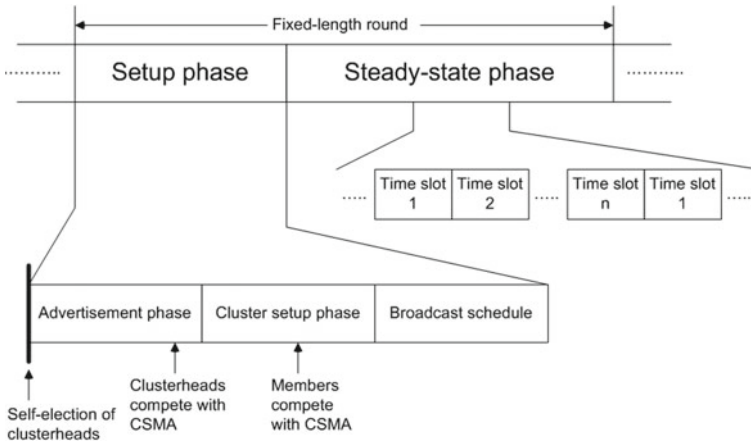 Fixed-length round
Setup phase
Steady-state phase
Time slot
1
Time slot
2
Time slot
n
Time slot
1
Advertisement phase
Cluster setup phase
Broadcast schedule
Self-election of
clusterheads
Clusterheads
compete with
CSMA
Members
compete
with CSMA